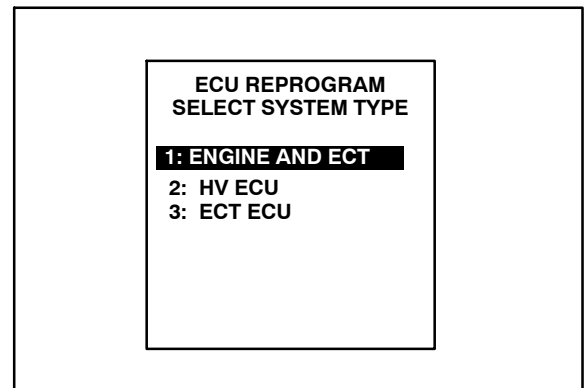 ECU REPROGRAM
SELECT SYSTEM TYPE
1: ENGINE AND ECT
2: HV ECU
3: ECT ECU